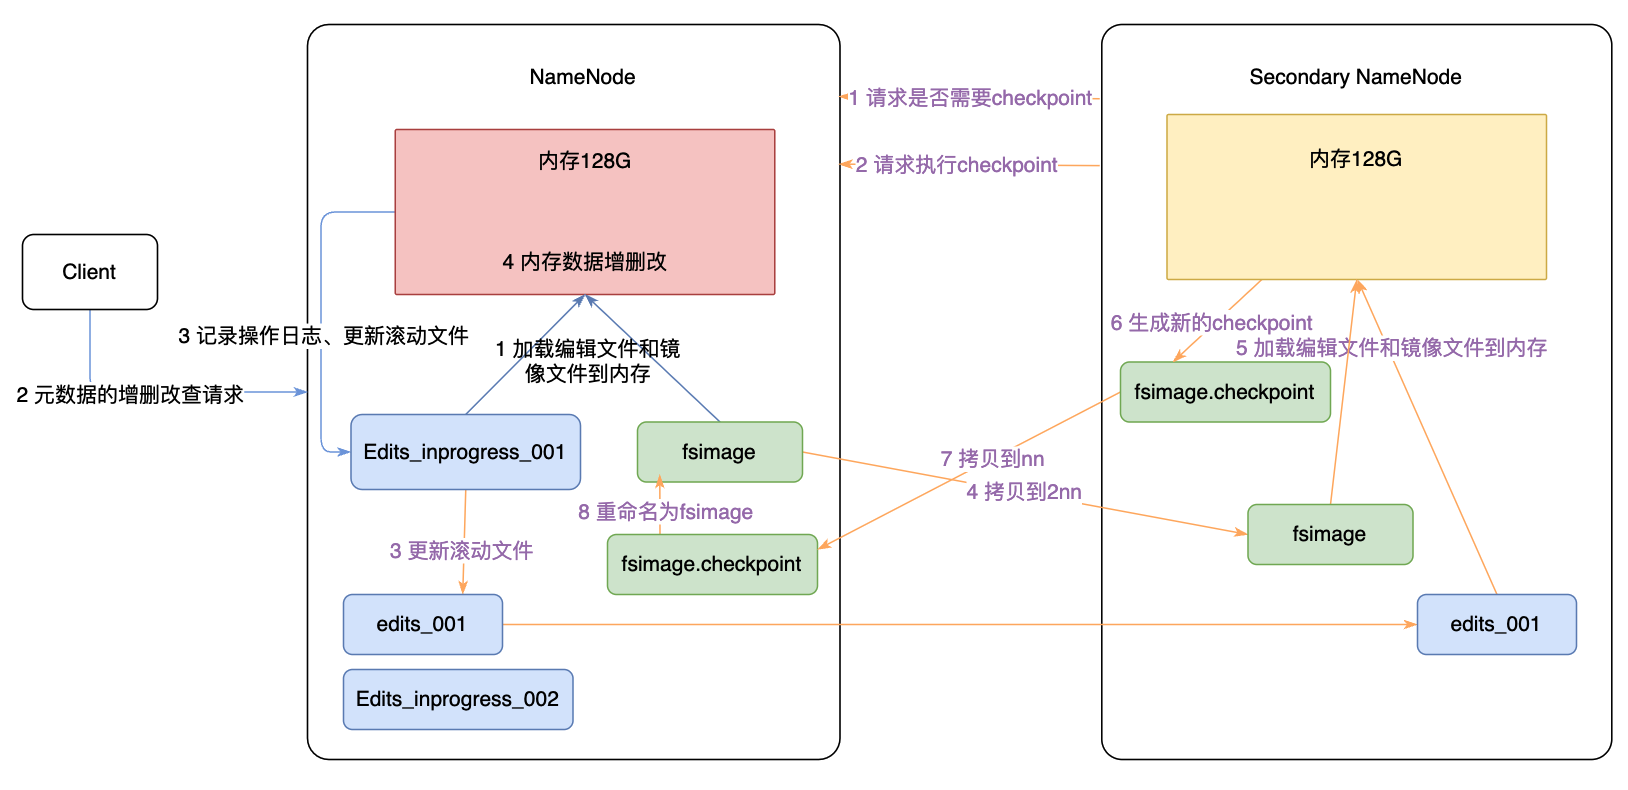 NameNode
Secondary NameNode
1 请求是否需要checkpoint
内存128G
内存128G
2 请求执行checkpoint
4 内存数据增删改
Client
3 记录操作日志、更新滚动文件
1 加载编辑文件和镜
像文件到内存
6 生成新的checkpoint
5 加载编辑文件和镜像文件到内存
2 元数据的增删改查请求
fsimage.checkpoint
Edits_inprogress_001
fsimage
7 拷贝到nn
4 拷贝到2nn
8 重命名为fsimage
fsimage
3 更新滚动文件
fsimage.checkpoint
edits_001
edits_001
Edits_inprogress_002